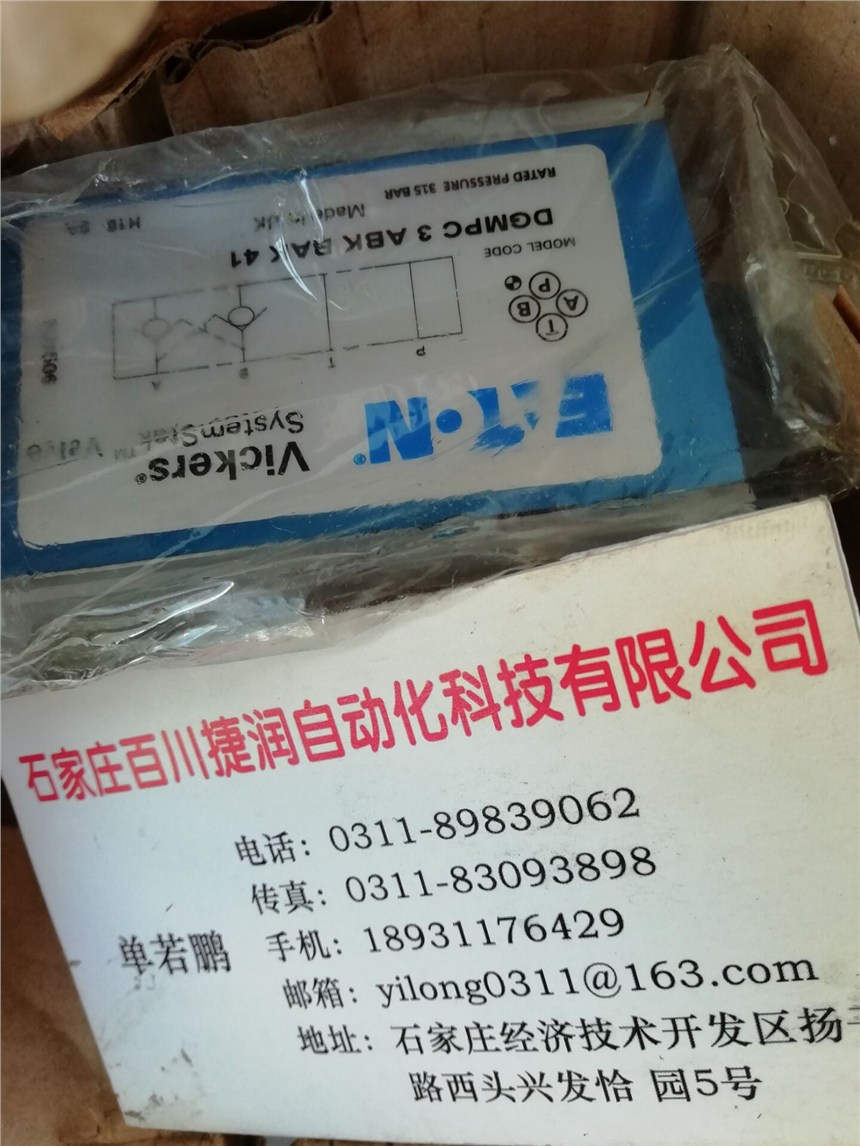 EATON
Vickers®
SystemStak™ Valve
P T B A
A
P
B
T
MODEL CODE
DGMPC 3 ABK BAK 41
Made in UK
RATED PRESSURE 315 BAR
石家庄百川捷润自动化科技有限公司
电话：0311-89839062
传真：0311-83093898
单若鹏 手机：18931176429
邮箱：yilong0311@163.com
地址：石家庄经济技术开发区扬
路西头兴发恰 园5号